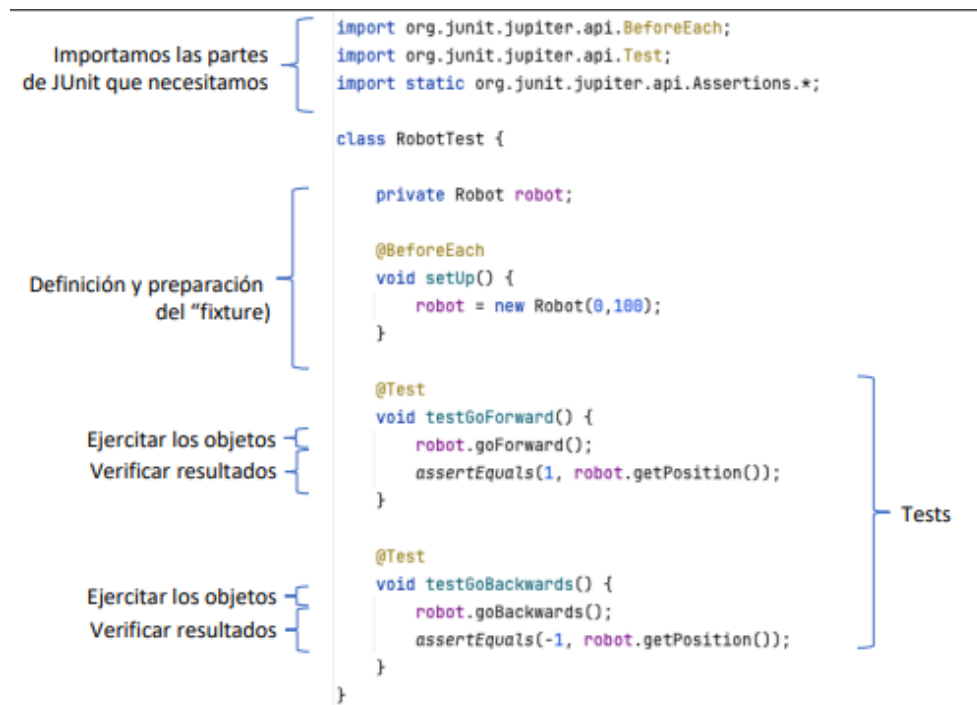 Importamos las partes
de JUnit que necesitamos
import org.junit.jupiter.api.BeforeEach;
import org.junit.jupiter.api.Test;
import static org.junit.jupiter.api.Assertions.*;
class RobotTest {
Definición y preparación
del “fixture)
private Robot robot;
@BeforeEach
void setUp() {
robot = new Robot(0,100);
}
@Test
void testGoForward() {
Ejercitar los objetos
robot.goForward();
Verificar resultados
assertEquals(1, robot.getPosition());
}
Tests
@Test
void testGoBackwards() {
Ejercitar los objetos
robot.goBackwards();
Verificar resultados
assertEquals(-1, robot.getPosition());
}
}